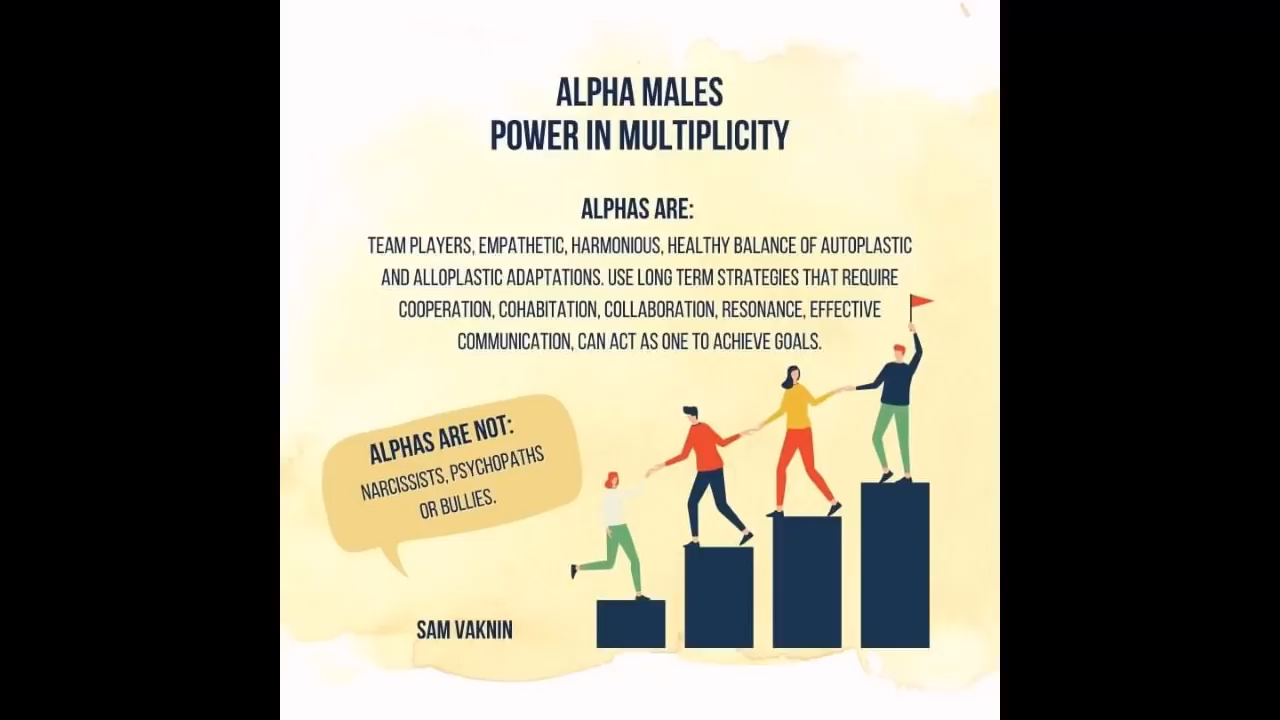 ALPHA MALES
POWER IN MULTIPLICITY
ALPHAS ARE:
TEAM PLAYERS, EMPATHETIC, HARMONIOUS, HEALTHY BALANCE OF AUTOPLASTIC
AND ALLOPLASTIC ADAPTATIONS. USE LONG TERM STRATEGIES THAT REQUIRE
COOPERATION, COHABITATION, COLLABORATION, RESONANCE, EFFECTIVE
COMMUNICATION, CAN ACT AS ONE TO ACHIEVE GOALS.
ALPHAS ARE NOT:
NARCISSISTS, PSYCHOPATHS
OR BULLIES.
SAM VAKNIN